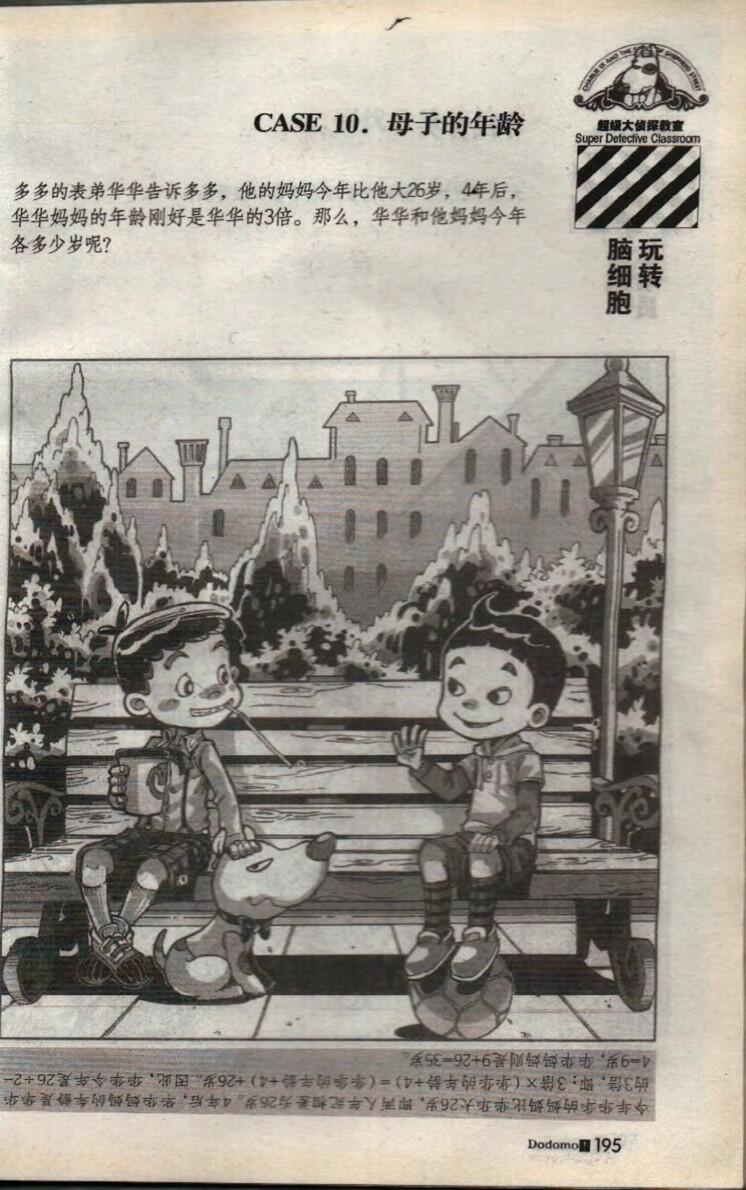 CHARLIE IX AND THE
SHEPHERD STREET
超级大侦探教室
Super Defective Classroom
玩转
脑细胞
CASE 10. 母子的年龄
多多的表弟华华告诉多多，他的妈妈今年比他大26岁，4年后，
华华妈妈的年龄刚好是华华的3倍。那么，华华和他妈妈今年
各多少岁呢？
今年华华的妈妈比华华大26岁，即两人年纪相差为26岁。4年后，华华妈妈的年龄是华华
的3倍，即：3倍×（华华的年龄+4）=（华华的年龄+4）+26岁。因此，华华今年是26÷2-
4=9岁，华华妈妈则是9+26=35岁。
Dodomo! 195